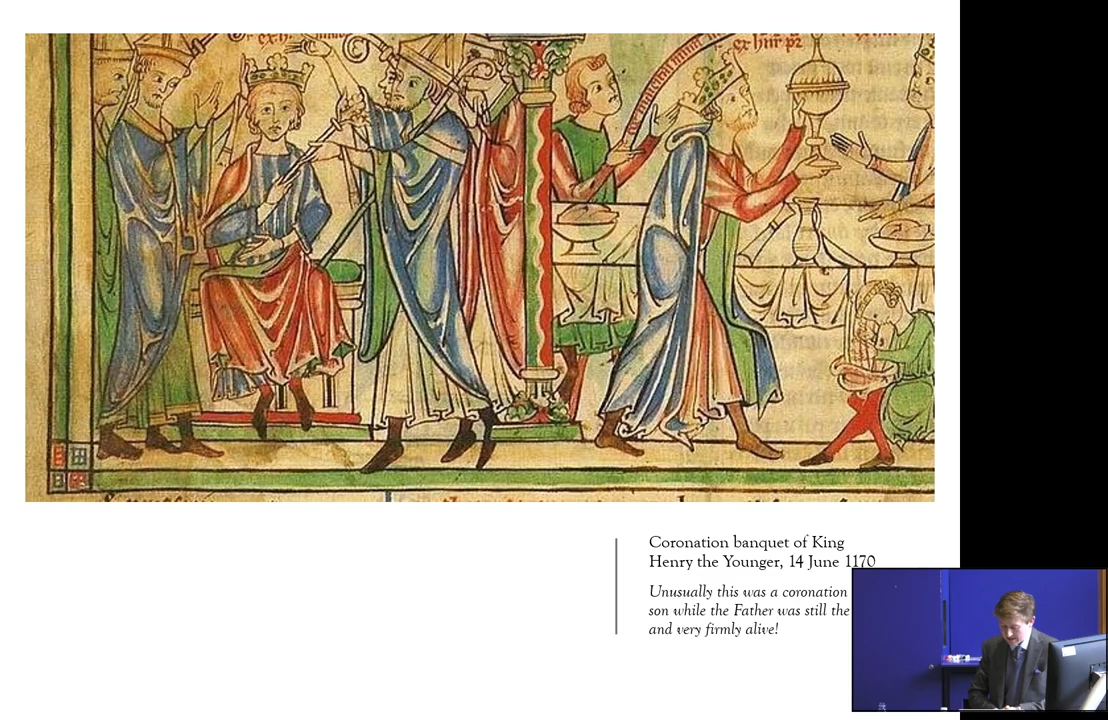 Coronation banquet of King
Henry the Younger, 14 June 1170
Unusually this was a coronation
son while the Father was still the
and very firmly alive!